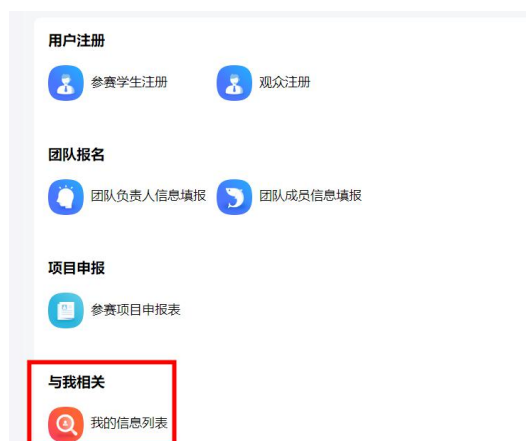 用户注册
参赛学生注册 观众注册
团队报名
团队负责人信息填报 团队成员信息填报
项目申报
参赛项目申报表
与我相关
我的信息列表